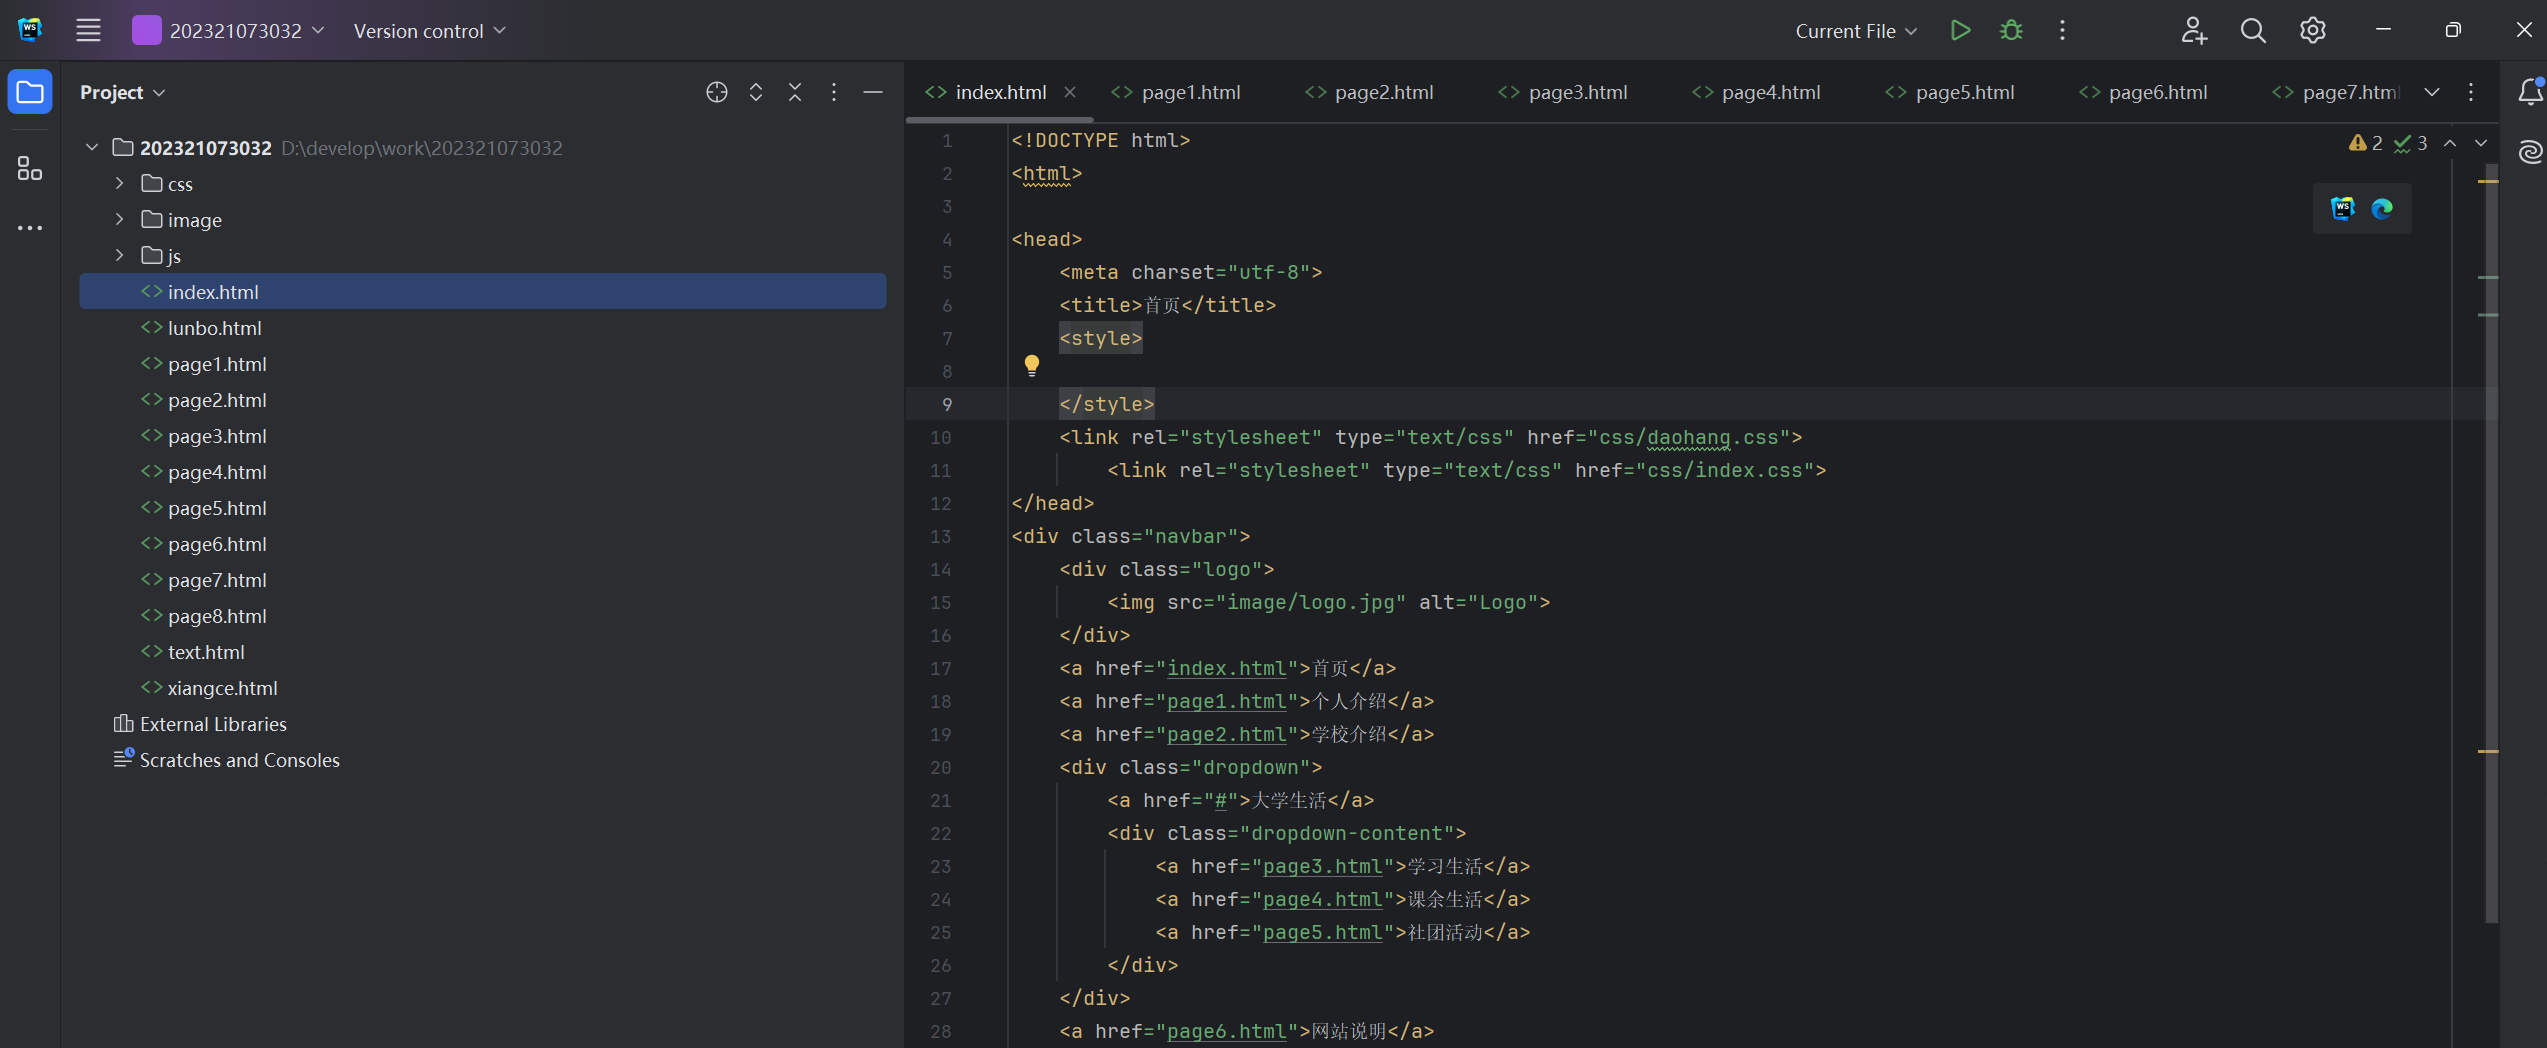 WS
202321073032
Version control
Current File
Project
202321073032 D:\develop\work\202321073032
css
image
js
index.html
lunbo.html
page1.html
page2.html
page3.html
page4.html
page5.html
page6.html
page7.html
page8.html
text.html
xiangce.html
External Libraries
Scratches and Consoles
index.html page1.html page2.html page3.html page4.html page5.html page6.html page7.html
2 3
WS
1 <!DOCTYPE html>
2 <html>
3
4 <head>
5 <meta charset="utf-8">
6 <title>首页</title>
7 <style>
8
9 </style>
10 <link rel="stylesheet" type="text/css" href="css/daohang.css">
11 <link rel="stylesheet" type="text/css" href="css/index.css">
12 </head>
13 <div class="navbar">
14 <div class="logo">
15 <img src="image/logo.jpg" alt="Logo">
16 </div>
17 <a href="index.html">首页</a>
18 <a href="page1.html">个人介绍</a>
19 <a href="page2.html">学校介绍</a>
20 <div class="dropdown">
21 <a href="#">大学生活</a>
22 <div class="dropdown-content">
23 <a href="page3.html">学习生活</a>
24 <a href="page4.html">课余生活</a>
25 <a href="page5.html">社团活动</a>
26 </div>
27 </div>
28 <a href="page6.html">网站说明</a>